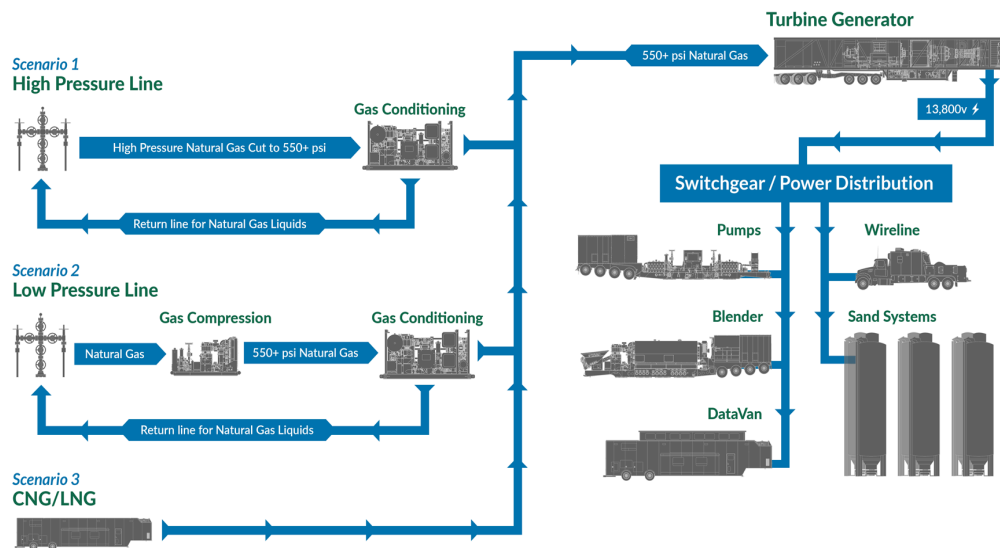 Scenario 1
High Pressure Line
High Pressure Natural Gas Cut to 550+ psi
Gas Conditioning
Return line for Natural Gas Liquids
Scenario 2
Low Pressure Line
Natural Gas
Gas Compression
550+ psi Natural Gas
Gas Conditioning
Return line for Natural Gas Liquids
Scenario 3
CNG/LNG
550+ psi Natural Gas
Turbine Generator
13,800v
Switchgear / Power Distribution
Pumps
Wireline
Blender
Sand Systems
DataVan